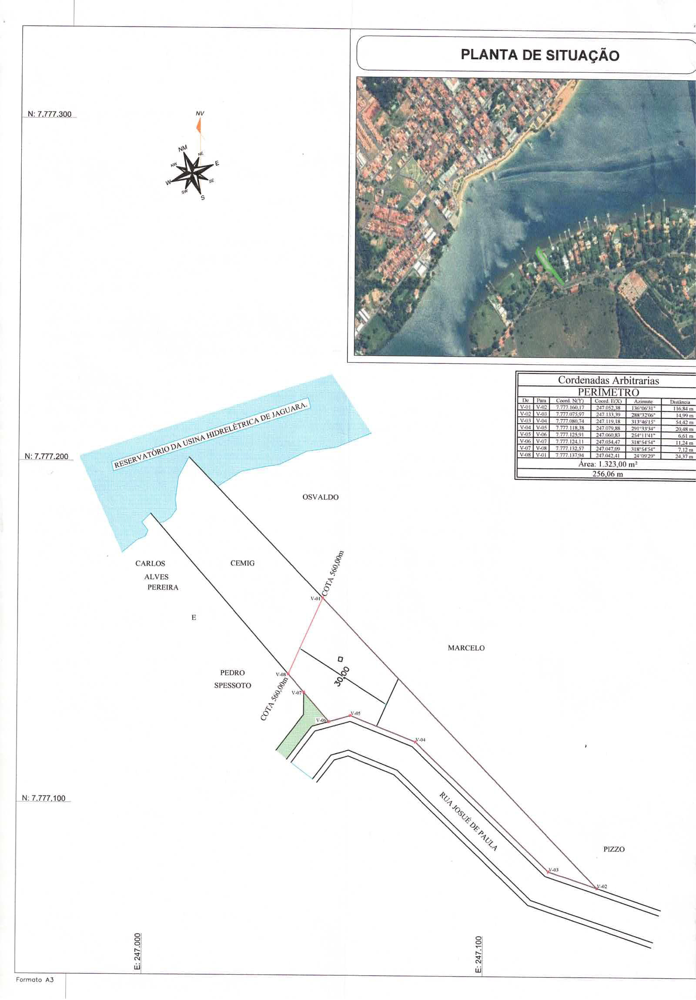 PLANTA DE SITUAÇÃO
N: 7.777.300
NV
NM
NE
NW
E
W
SE
SW
S
Cordenadas Arbitrarias
PERÍMETRO
De Para Coord. N(Y) Coord. E(X) Azimute Distância
V-01 V-02 7.777.160,17 247.052,38 136°06'31" 116,84 m
V-02 V-03 7.777.075,97 247.133,39 288°32'06" 14,99 m
V-03 V-04 7.777.080,74 247.119,18 313°46'15" 54,42 m
V-04 V-05 7.777.118,38 247.079,88 291°33'34" 20,48 m
V-05 V-06 7.777.125,91 247.060,83 254°11'41" 6,61 m
V-06 V-07 7.777.124,11 247.054,47 318°54'54" 11,24 m
V-07 V-08 7.777.132,57 247.047,09 318°54'54" 7,12 m
V-08 V-01 7.777.137,94 247.042,41 24°09'29" 24,37 m
Área: 1.323,00 m²
256,06 m
RESERVATÓRIO DA USINA HIDRELÉTRICA DE JAGUARA.
N: 7.777.200
OSVALDO
CARLOS
ALVES
PEREIRA
CEMIG
COTA 560,00m
V-01
E
MARCELO
30,00
PEDRO
SPESSOTO
V-08
COTA 560,00m
V-07
V-06
V-05
V-04
N: 7.777.100
RUA JOSUÉ DE PAULA
PIZZO
V-03
V-02
E: 247.000
E: 247.100
Formato A3